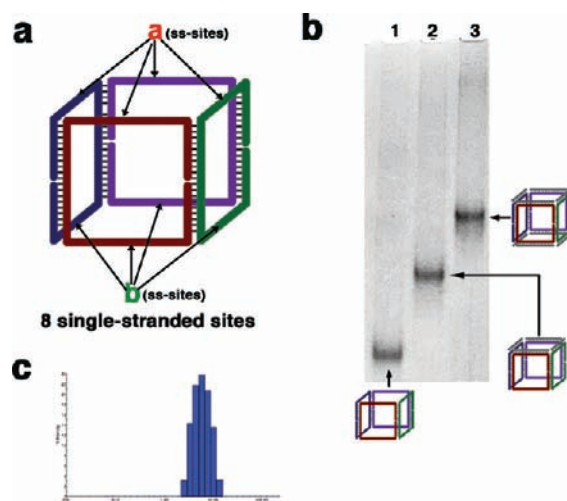 a
a (ss-sites)
b (ss-sites)
8 single-stranded sites
b
1 2 3
c